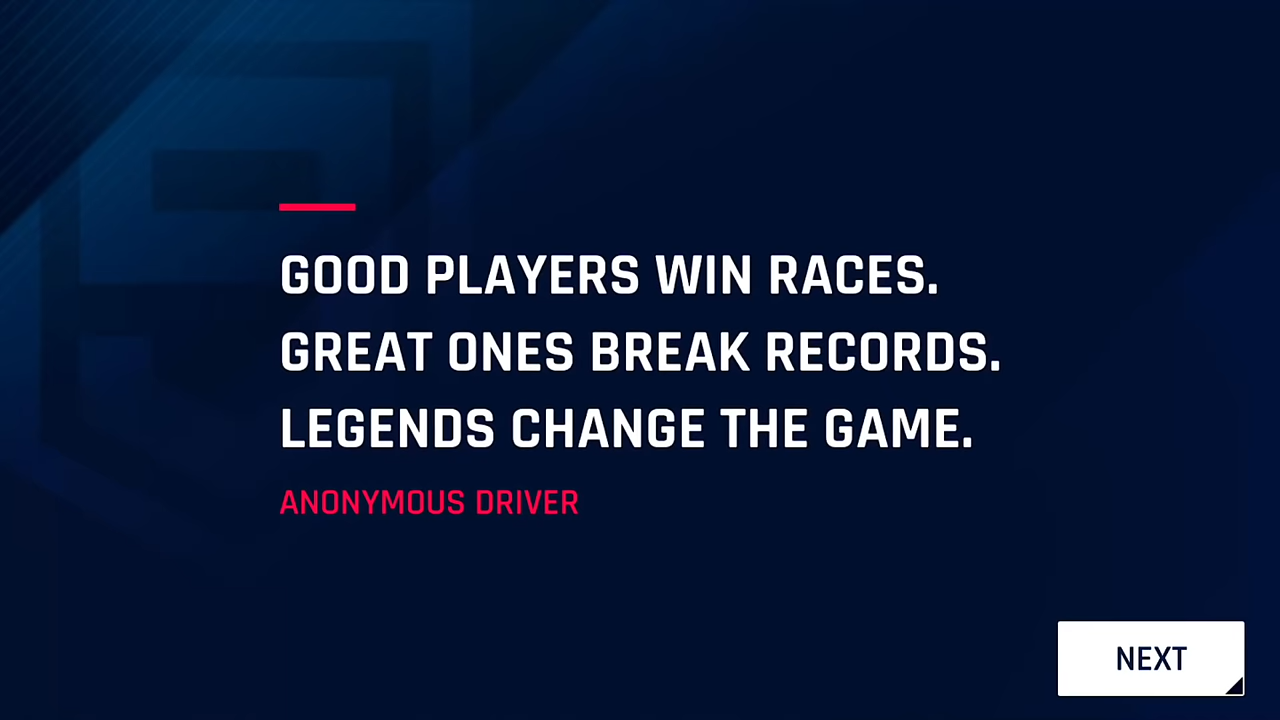 GOOD PLAYERS WIN RACES.
GREAT ONES BREAK RECORDS.
LEGENDS CHANGE THE GAME.
ANONYMOUS DRIVER
NEXT